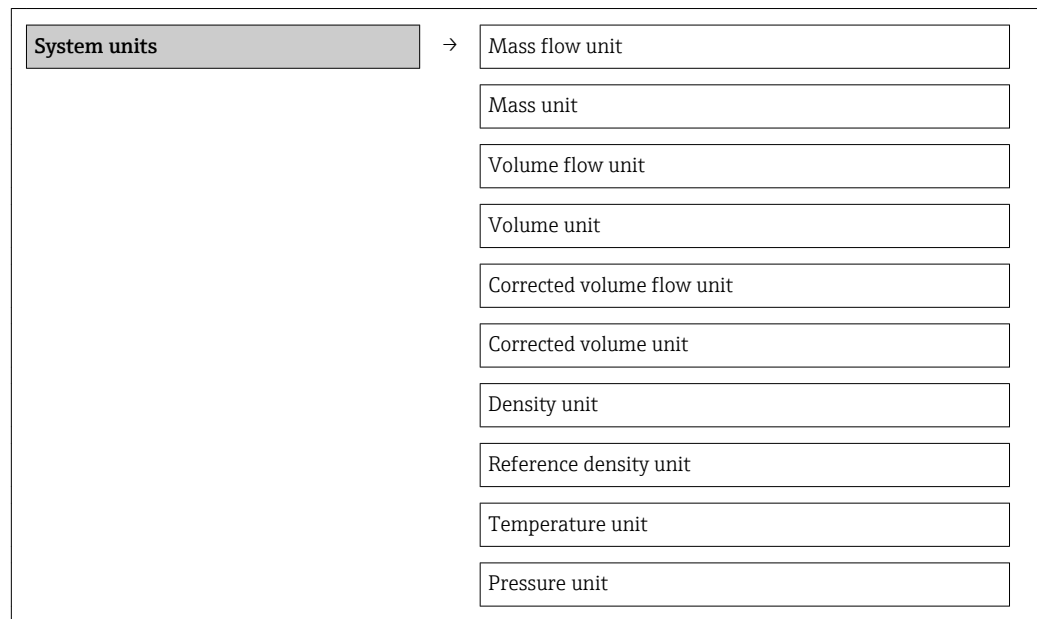 System units → Mass flow unit
Mass unit
Volume flow unit
Volume unit
Corrected volume flow unit
Corrected volume unit
Density unit
Reference density unit
Temperature unit
Pressure unit